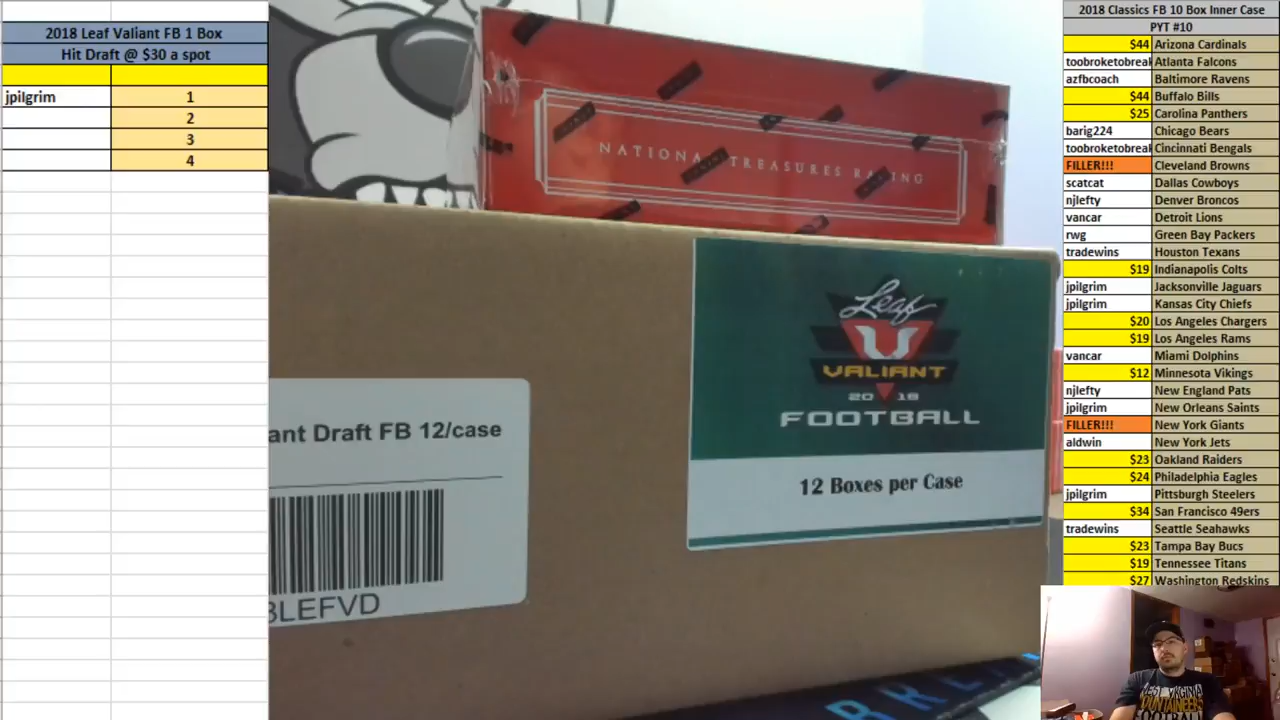 2018 Leaf Valiant FB 1 Box
Hit Draft @ $30 a spot
jpilgrim 1
2
3
4
NATIONAL TREASURES RACING
Leaf
VALIANT
20 18
FOOTBALL
12 Boxes per Case
ant Draft FB 12/case
BLEFVD
BREA
2018 Classics FB 10 Box Inner Case
PYT #10
$44 Arizona Cardinals
toobroketobreak Atlanta Falcons
azfbcoach Baltimore Ravens
$44 Buffalo Bills
$25 Carolina Panthers
barig224 Chicago Bears
toobroketobreak Cincinnati Bengals
FILLER!!! Cleveland Browns
scatcat Dallas Cowboys
njlefty Denver Broncos
vancar Detroit Lions
rwg Green Bay Packers
tradewins Houston Texans
$19 Indianapolis Colts
jpilgrim Jacksonville Jaguars
jpilgrim Kansas City Chiefs
$20 Los Angeles Chargers
$19 Los Angeles Rams
vancar Miami Dolphins
$12 Minnesota Vikings
njlefty New England Pats
jpilgrim New Orleans Saints
FILLER!!! New York Giants
aldwin New York Jets
$23 Oakland Raiders
$24 Philadelphia Eagles
jpilgrim Pittsburgh Steelers
$34 San Francisco 49ers
tradewins Seattle Seahawks
$23 Tampa Bay Bucs
$19 Tennessee Titans
$27 Washington Redskins
WEST VIRGINIA
MOUNTAINEERS
FOOTBALL